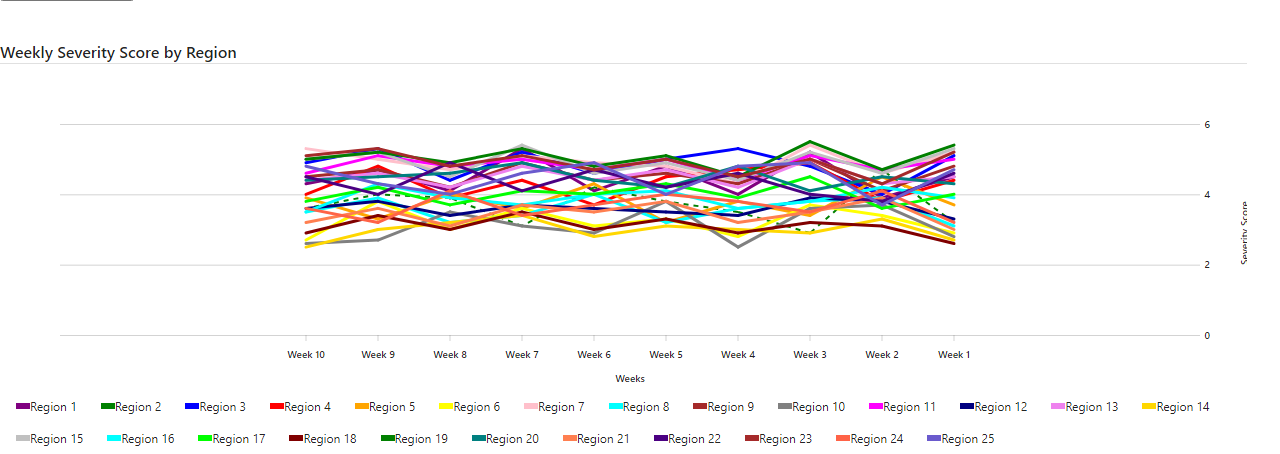 Weekly Severity Score by Region
6
4
2
0
Severity Score
Week 10 Week 9 Week 8 Week 7 Week 6 Week 5 Week 4 Week 3 Week 2 Week 1
Weeks
Region 1 Region 2 Region 3 Region 4 Region 5 Region 6 Region 7 Region 8 Region 9 Region 10 Region 11 Region 12 Region 13 Region 14
Region 15 Region 16 Region 17 Region 18 Region 19 Region 20 Region 21 Region 22 Region 23 Region 24 Region 25